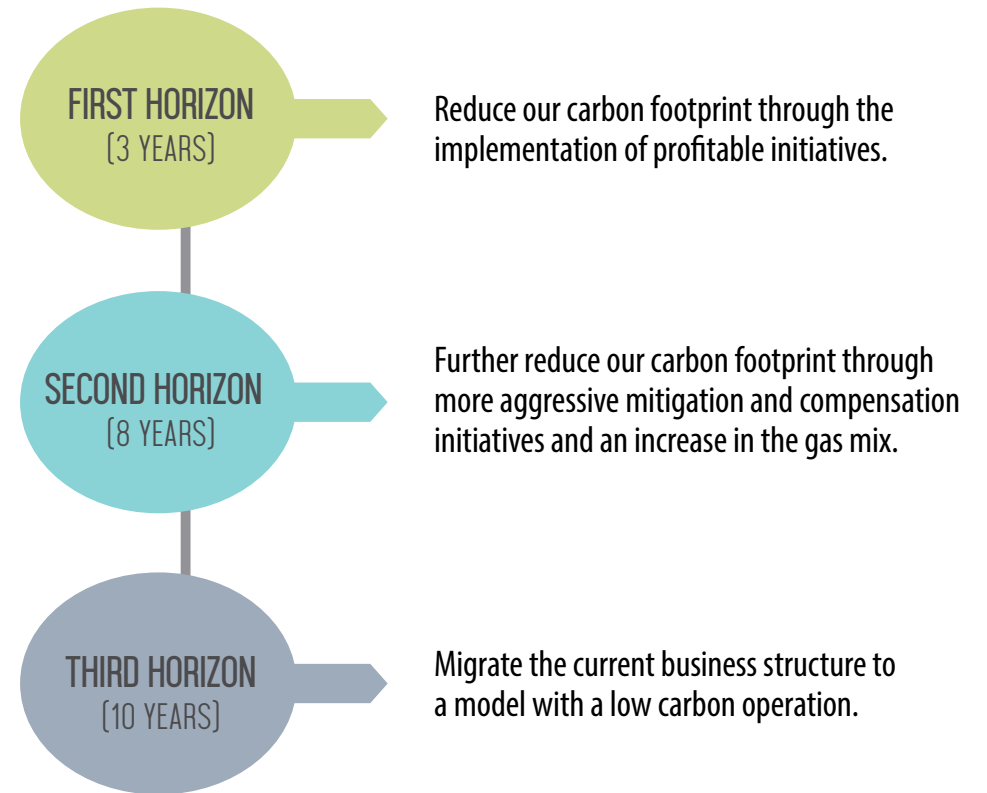 FIRST HORIZON
(3 YEARS)
Reduce our carbon footprint through the
implementation of profitable initiatives.
SECOND HORIZON
(8 YEARS)
Further reduce our carbon footprint through
more aggressive mitigation and compensation
initiatives and an increase in the gas mix.
THIRD HORIZON
(10 YEARS)
Migrate the current business structure to
a model with a low carbon operation.